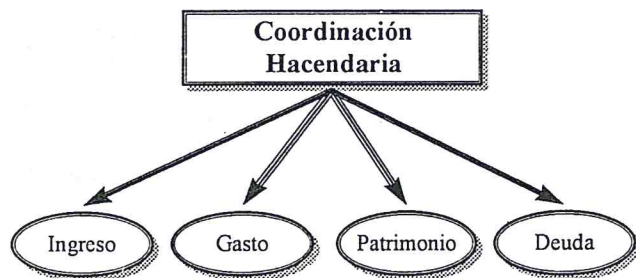 Coordinación
Hacendaria
Ingreso
Gasto
Patrimonio
Deuda